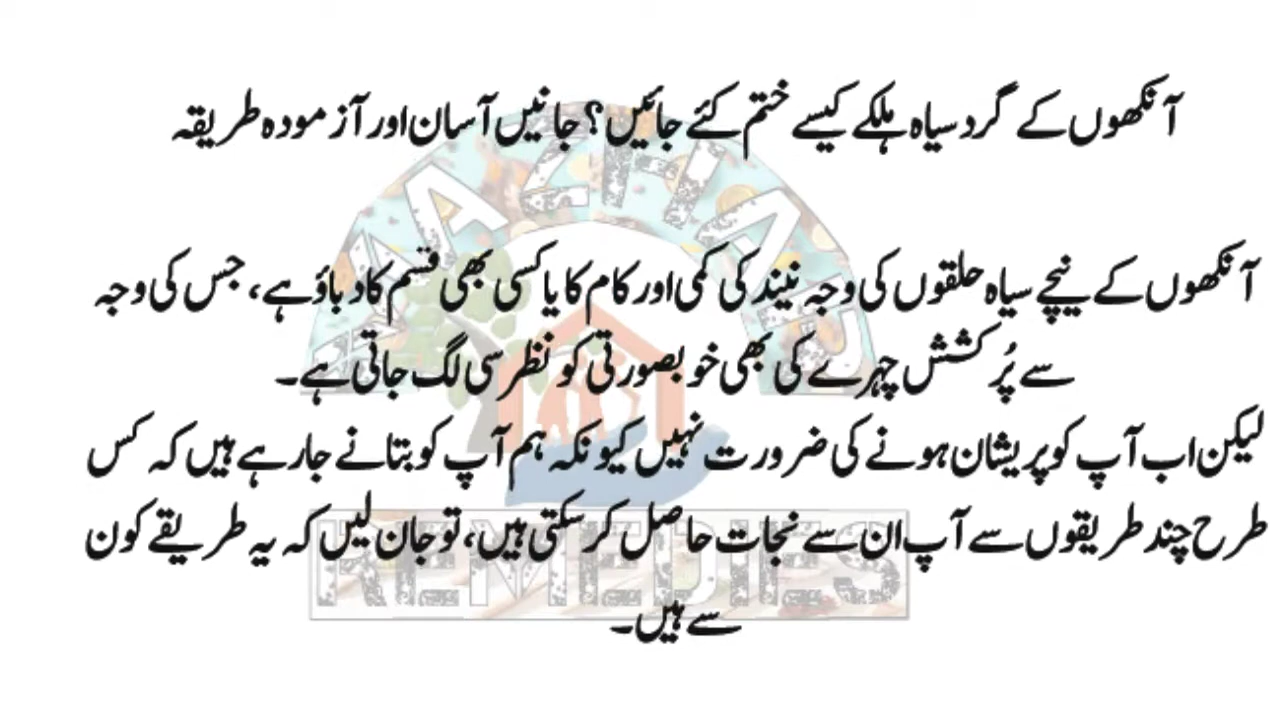 آنکھوں کے گرد سیاہ ہلکے کیسے ختم کئے جائیں؟ جانیں آسان اور آزمودہ طریقہ
آنکھوں کے نیچے سیاہ حلقوں کی وجہ نیند کی کمی اور کام کا یا کسی بھی قسم کا دباؤ ہے، جس کی وجہ
سے پُرکشش چہرے کی بھی خوبصورتی کو نظر سی لگ جاتی ہے۔
لیکن اب آپ کو پریشان ہونے کی ضرورت نہیں کیونکہ ہم آپ کو بتانے جارہے ہیں کہ کس
طرح چند طریقوں سے آپ ان سے نجات حاصل کرسکتی ہیں، تو جان لیں کہ یہ طریقے کون
سے ہیں۔
REMEDIES